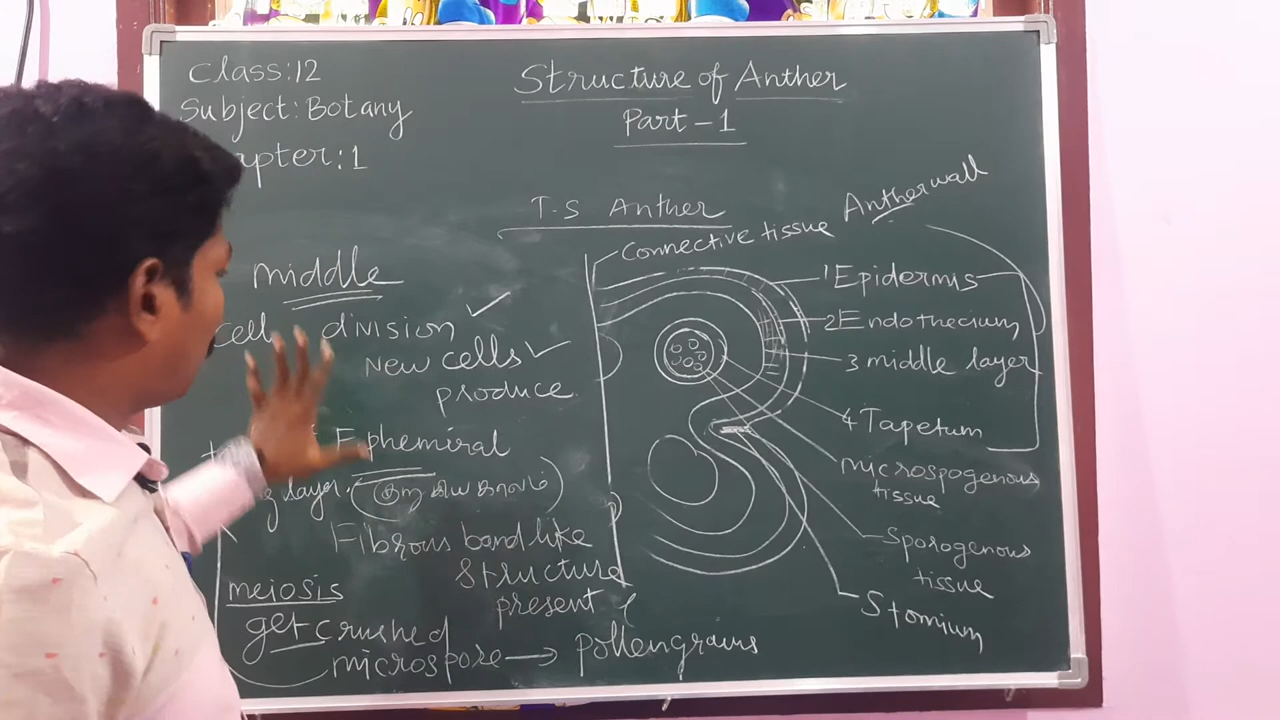 Class:12
Subject: Botany
apter:1
Structure of Anther
Part-1
T.S Anther
Connective tissue
Anther wall
1 Epidermis
2 Endothecium
3 middle layer
4 Tapetum
microspogenous
tissue
Sporogenous
tissue
Stomium
middle
cell division ✓
New cells ✓
produce
Ephemiral
layer.
Fibrous band like
structure
present
meiosis
get crushed
microspore → pollengrains